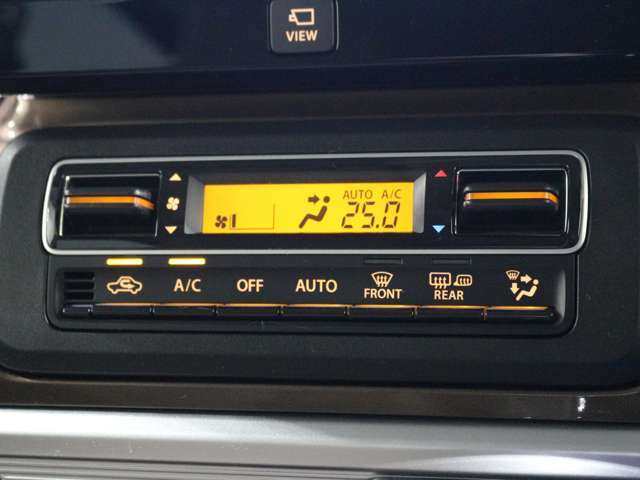 VIEW
AUTO A/C
25.0
A/C OFF AUTO FRONT REAR